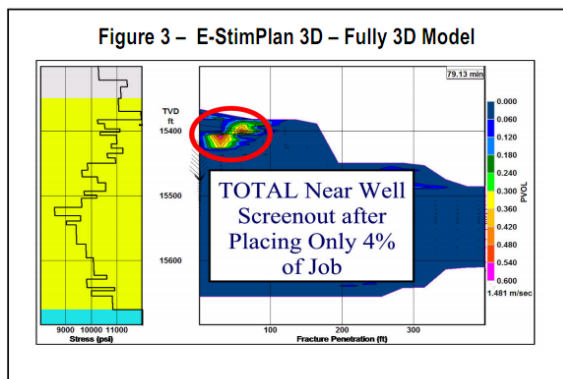 Figure 3 – E-StimPlan 3D – Fully 3D Model
79.13 min
TVD
ft
15400
15500
15600
TOTAL Near Well
Screenout after
Placing Only 4%
of Job
0.000
0.060
0.120
0.180
0.240
0.300
0.360
0.420
0.480
0.540
0.600
PVOL
1.481 m/sec
9000 10000 11000
Stress (psi)
100 200 300
Fracture Penetration (ft)